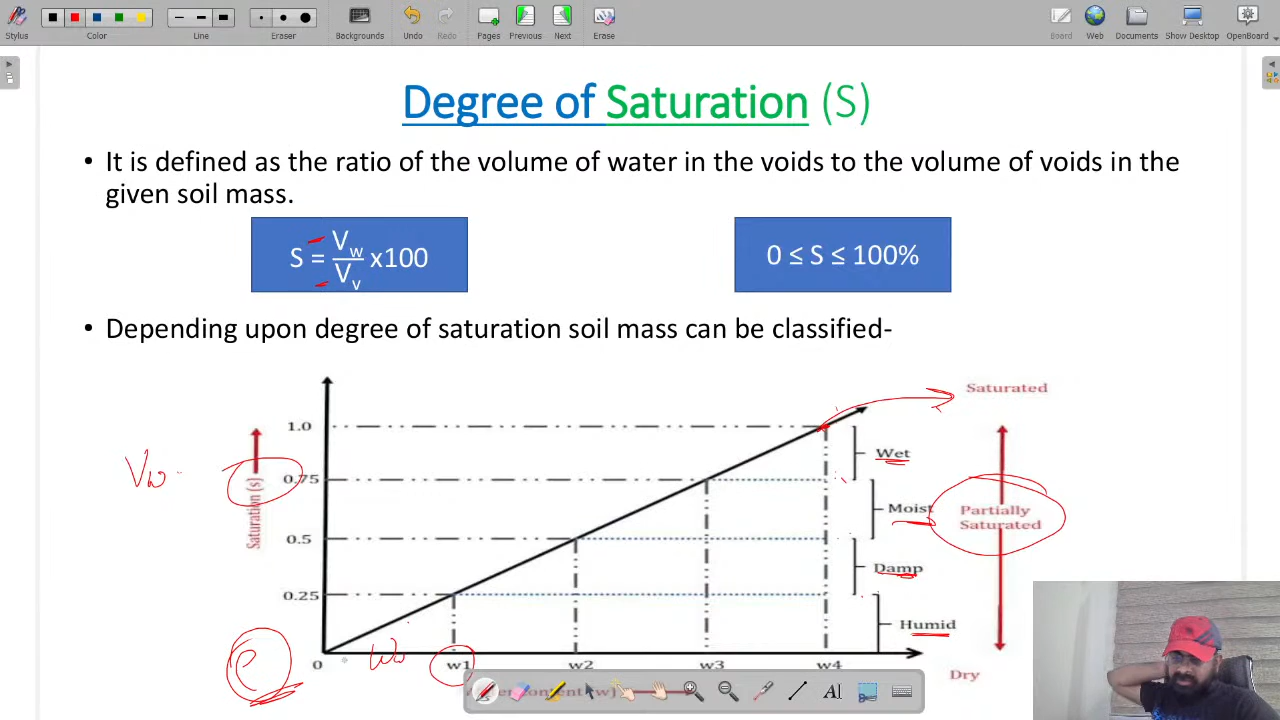 Stylus
Color
Line
Eraser
Backgrounds
Undo
Redo
Pages
Previous
Next
Erase
Board
Web
Documents
Show Desktop
OpenBoard
Degree of Saturation (S)
• It is defined as the ratio of the volume of water in the voids to the volume of voids in the
given soil mass.
S = Vw/Vv x100
0 ≤ S ≤ 100%
• Depending upon degree of saturation soil mass can be classified-
Saturated
1.0
Wet
Vw
0.75
Saturation (s)
Moist
Partially
Saturated
0.5
Damp
0.25
Humid
e
0
Ww
w1
w2
w3
w4
Dry
(w)